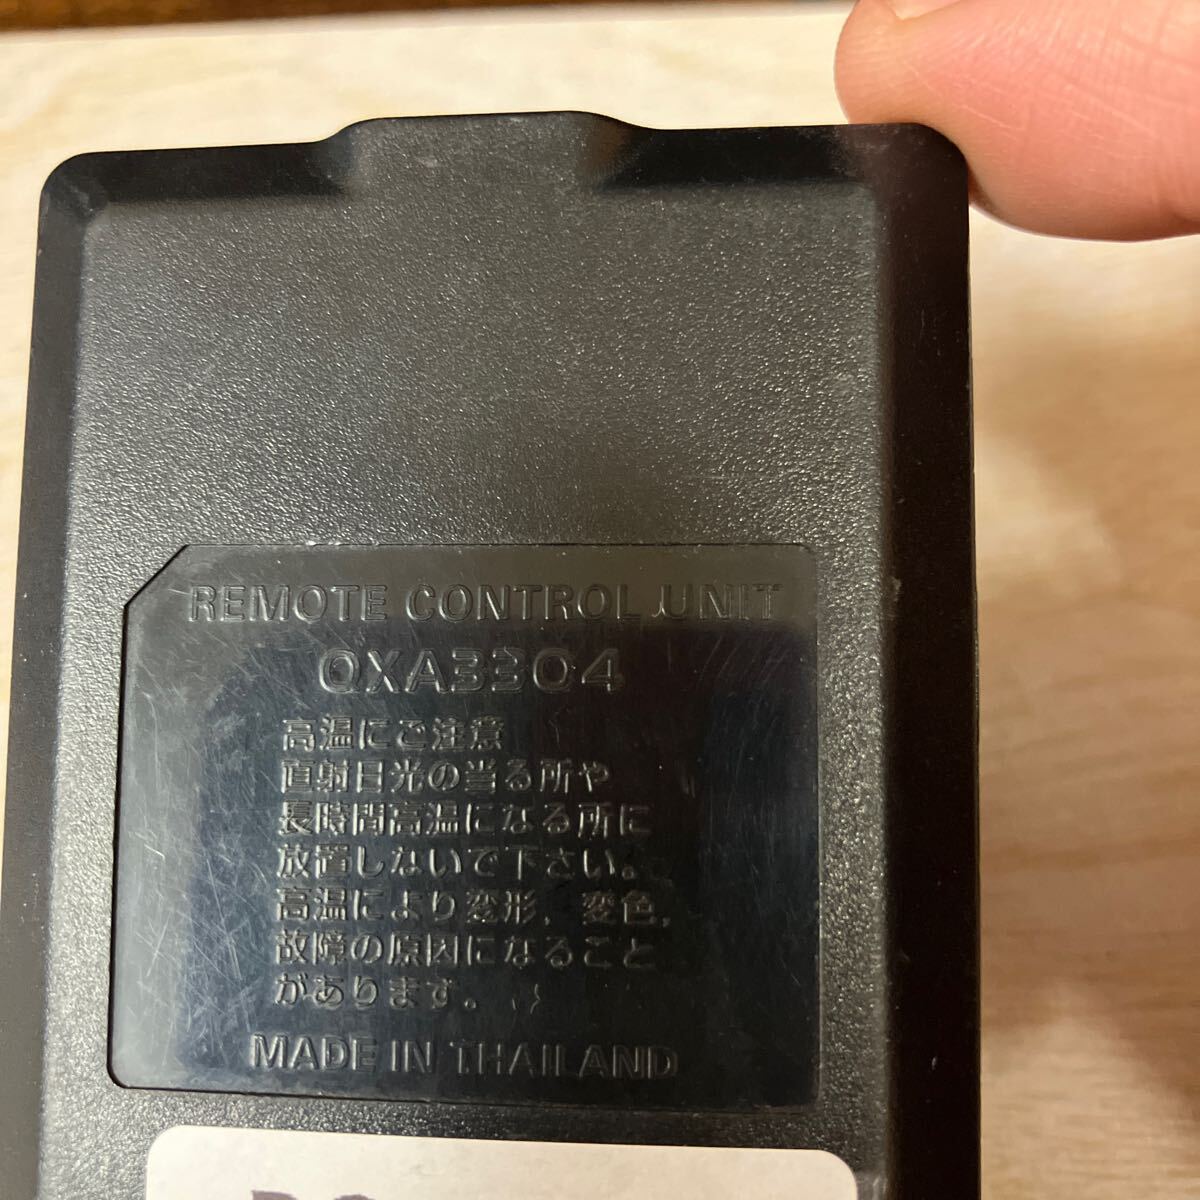 REMOTE CONTROL UNIT
QXA3304
高温にご注意
直射日光の当る所や
長時間高温になる所に
放置しないで下さい。
高温により変形，変色，
故障の原因になること
があります。
MADE IN THAILAND